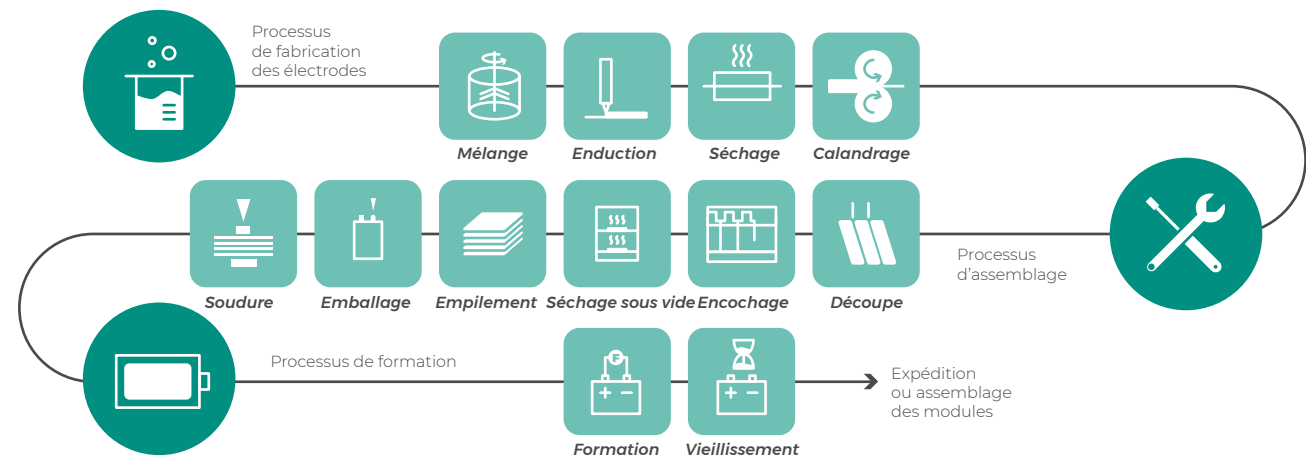 Processus
de fabrication
des électrodes
Mélange
Enduction
Séchage
Calandrage
Processus
d'assemblage
Découpe
Encochage
Séchage sous vide
Empilement
Emballage
Soudure
Processus de formation
F
+ -
Formation
+ -
Vieillissement
Expédition
ou assemblage
des modules